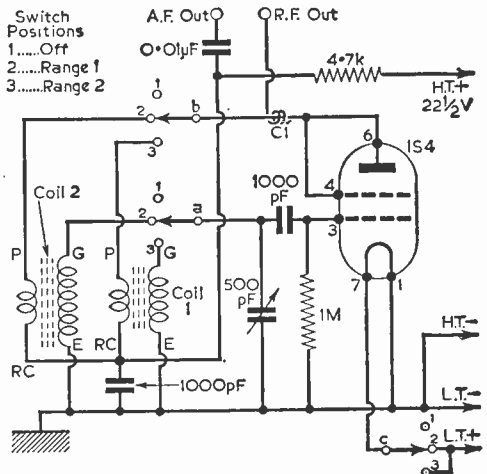 Switch
Positions
1.....Off
2.....Range 1
3.....Range 2
A.F. Out
R.F. Out
0·01µF
4·7k
H.T.+
22½V
1
2
b
3
C1
6
1S4
Coil 2
1
2
a
3
1000
pF
4
3
P
G
P
G
Coil
1
500
pF
1M
7
1
H.T.-
E
RC
E
RC
1000pF
L.T.-
1
c
2
L.T.+
3